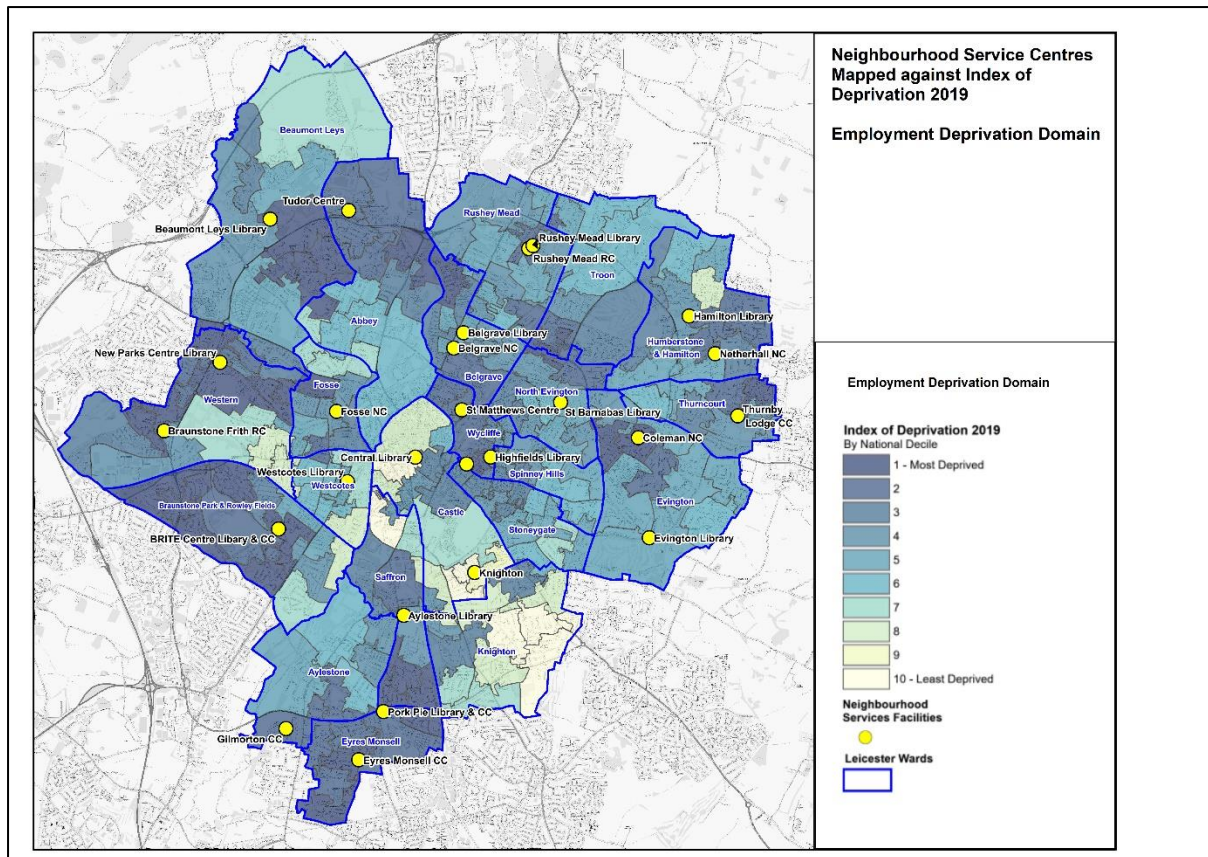 Neighbourhood Service Centres
Mapped against Index of
Deprivation 2019
Employment Deprivation Domain
Beaumont Leys
Tudor Centre
Beaumont Leys Library
Rushey Mead
Rushey Mead Library
Rushey Mead RC
Troon
Abbey
Hamilton Library
Belgrave Library
Belgrave NC
Humberstone
& Hamilton
Netherhall NC
New Parks Centre Library
Belgrave
Fosse
North Evington
Western
Fosse NC
St Matthews Centre
St Barnabas Library
Thurncourt
Thurnby
Lodge CC
Braunstone Frith RC
Wycliffe
Coleman NC
Central Library
Highfields Library
Westcotes Library
Spinney Hills
Westcotes
Evington
Braunstone Park & Rowley Fields
Castle
BRITE Centre Libary & CC
Stoneygate
Evington Library
Saffron
Knighton
Aylestone Library
Knighton
Aylestone
Pork Pie Library & CC
Gilmorton CC
Eyres Monsell
Eyres Monsell CC
Employment Deprivation Domain
Index of Deprivation 2019
By National Decile
1 - Most Deprived
2
3
4
5
6
7
8
9
10 - Least Deprived
Neighbourhood
Services Facilities
Leicester Wards